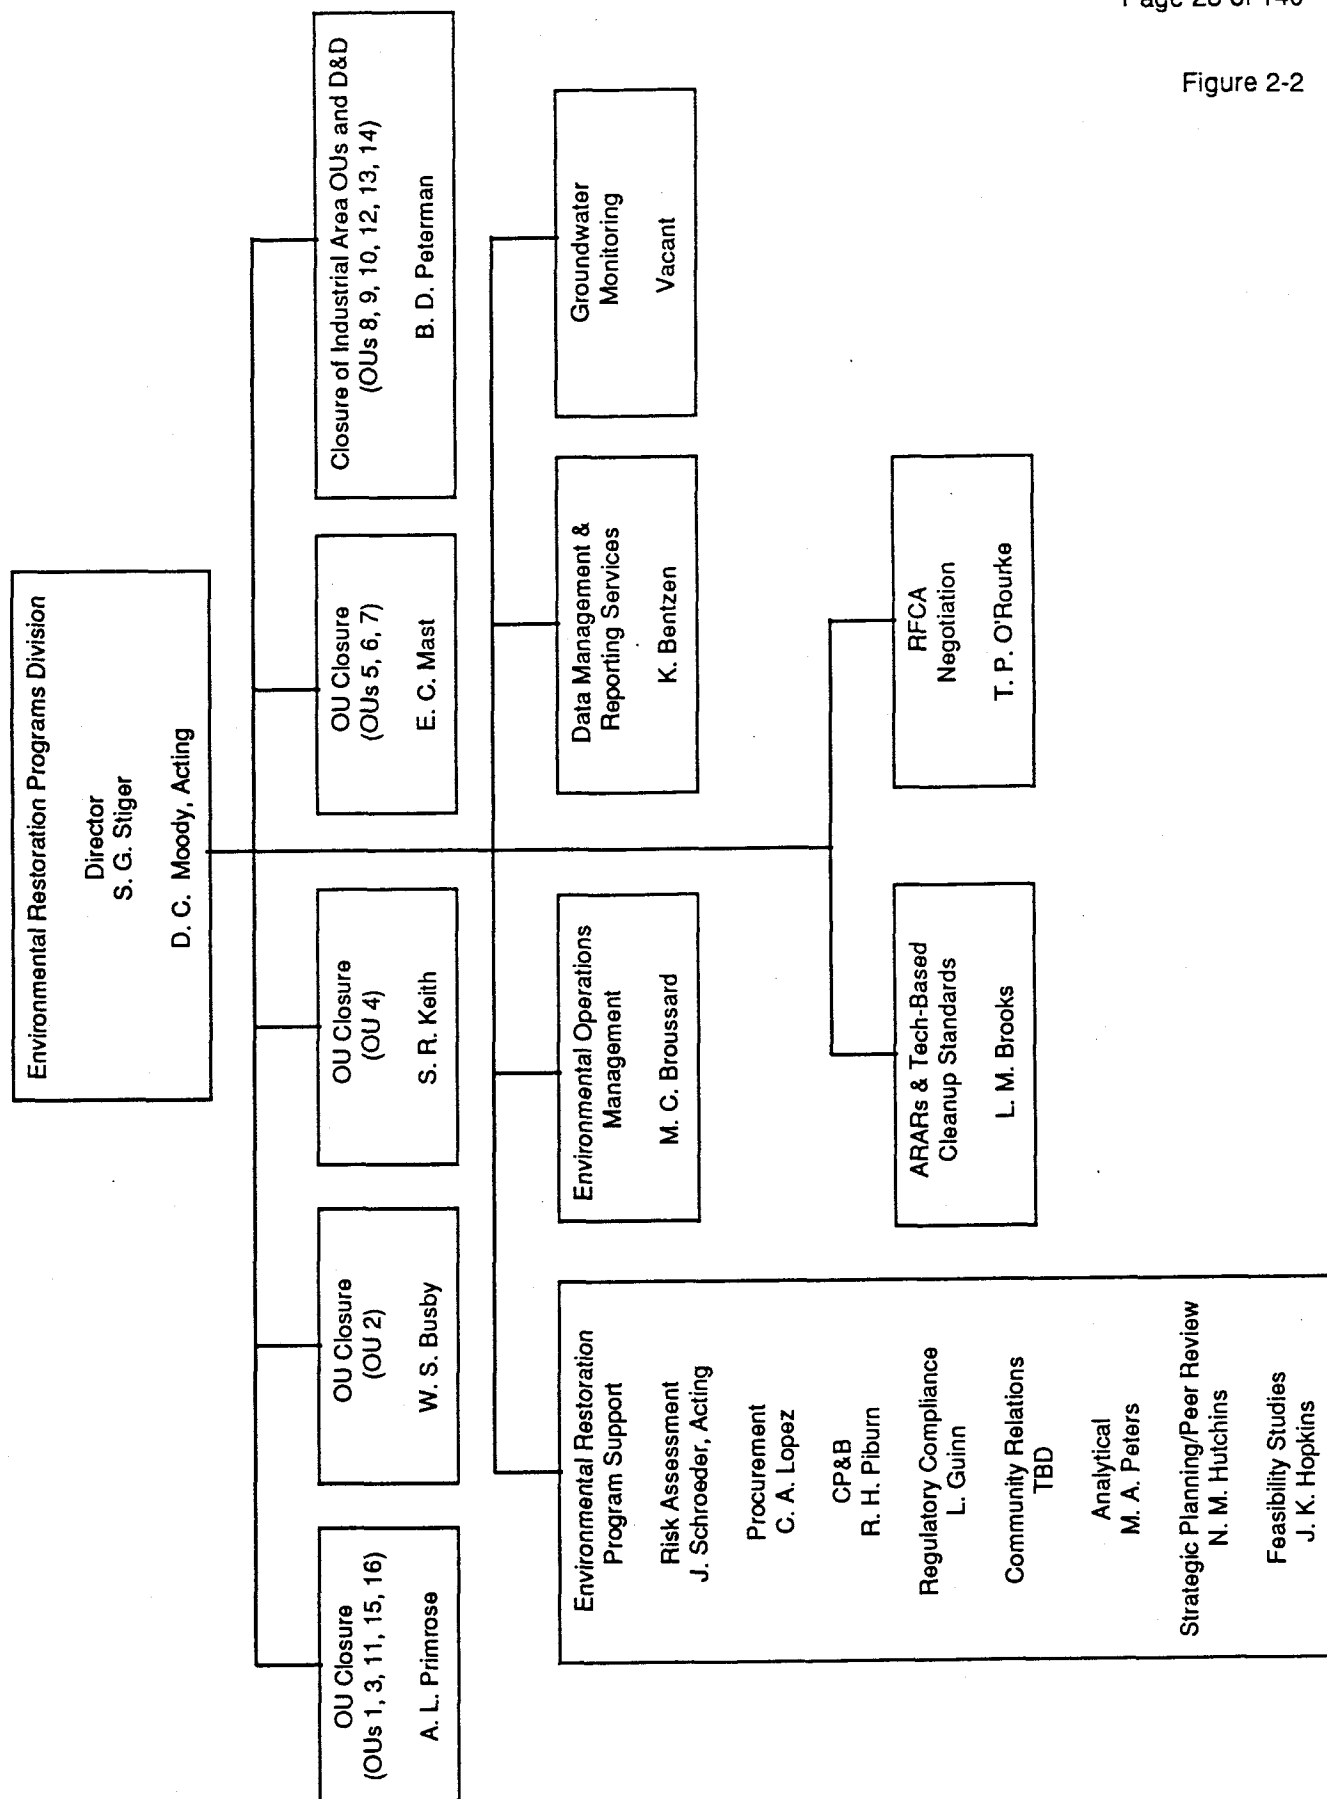 Figure 2-2
Environmental Restoration Programs Division
Director
S. G. Stiger
D. C. Moody, Acting
OU Closure
(OUs 1, 3, 11, 15, 16)
A. L. Primrose
OU Closure
(OU 2)
W. S. Busby
OU Closure
(OU 4)
S. R. Keith
OU Closure
(OUs 5, 6, 7)
E. C. Mast
Closure of Industrial Area OUs and D&D
(OUs 8, 9, 10, 12, 13, 14)
B. D. Peterman
Environmental Restoration
Program Support
Risk Assessment
J. Schroeder, Acting
Procurement
C. A. Lopez
CP&B
R. H. Piburn
Regulatory Compliance
L. Guinn
Community Relations
TBD
Analytical
M. A. Peters
Strategic Planning/Peer Review
N. M. Hutchins
Feasibility Studies
J. K. Hopkins
Environmental Operations
Management
M. C. Broussard
Data Management &
Reporting Services
K. Bentzen
Groundwater
Monitoring
Vacant
ARARs & Tech-Based
Cleanup Standards
L. M. Brooks
RFCA
Negotiation
T. P. O'Rourke